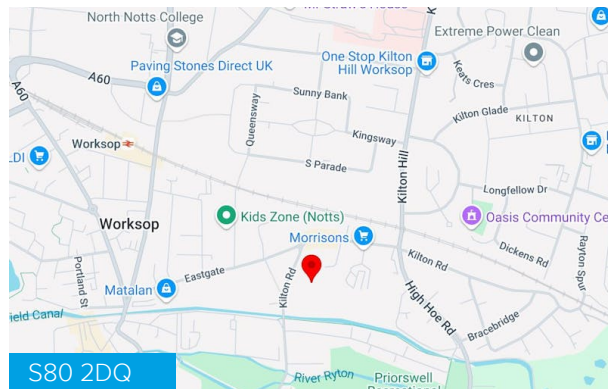 North Notts College
A60
A60
Paving Stones Direct UK
One Stop Kilton
Hill Worksop
Extreme Power Clean
Keats Cres
Sunny Bank
Queensway
Kingsway
Kilton Glade
KILTON
Worksop
S Parade
Kilton Hill
Longfellow Dr
Kids Zone (Notts)
Oasis Community Ce
Worksop
Morrisons
Dickens Rd
Rayton Spur
Kilton Rd
Portland St
Matalan
Eastgate
Kilton Rd
High Hoe Rd
Bracebridge
field Canal
River Ryton
Priorswell
Recreational
S80 2DQ